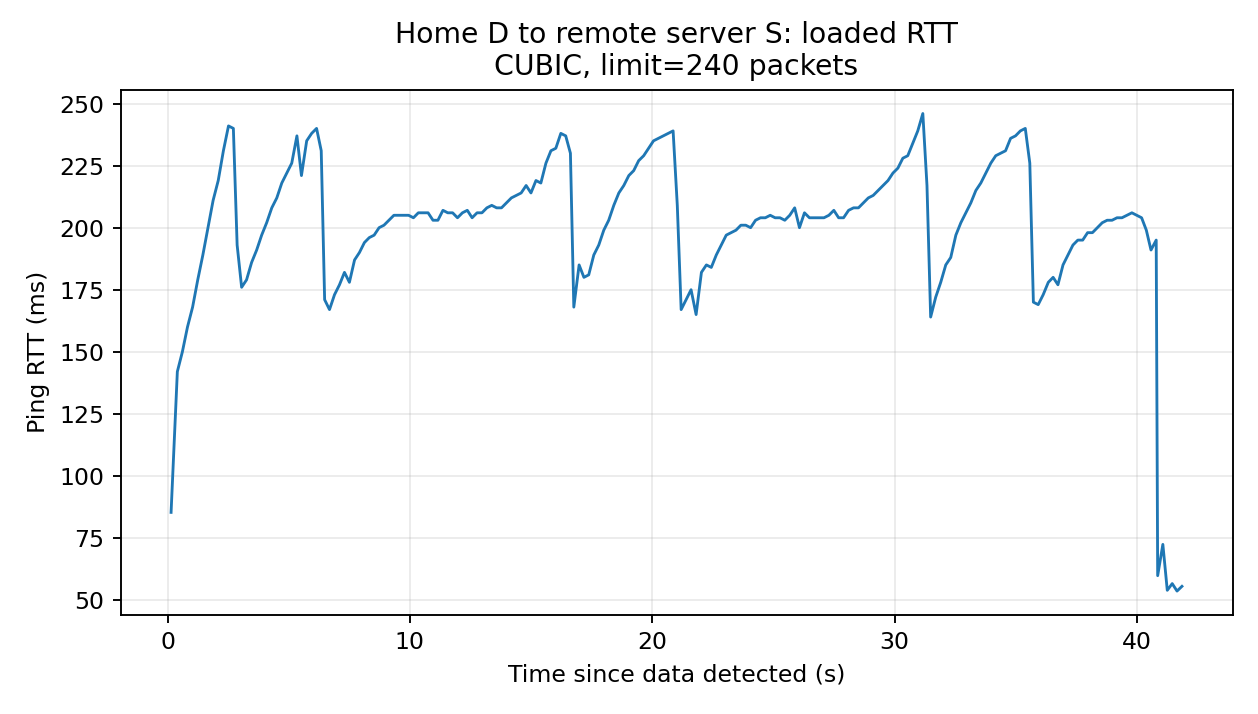 Home D to remote server S: loaded RTT
CUBIC, limit=240 packets
Ping RTT (ms)
250
225
200
175
150
125
100
75
50
0 10 20 30 40
Time since data detected (s)